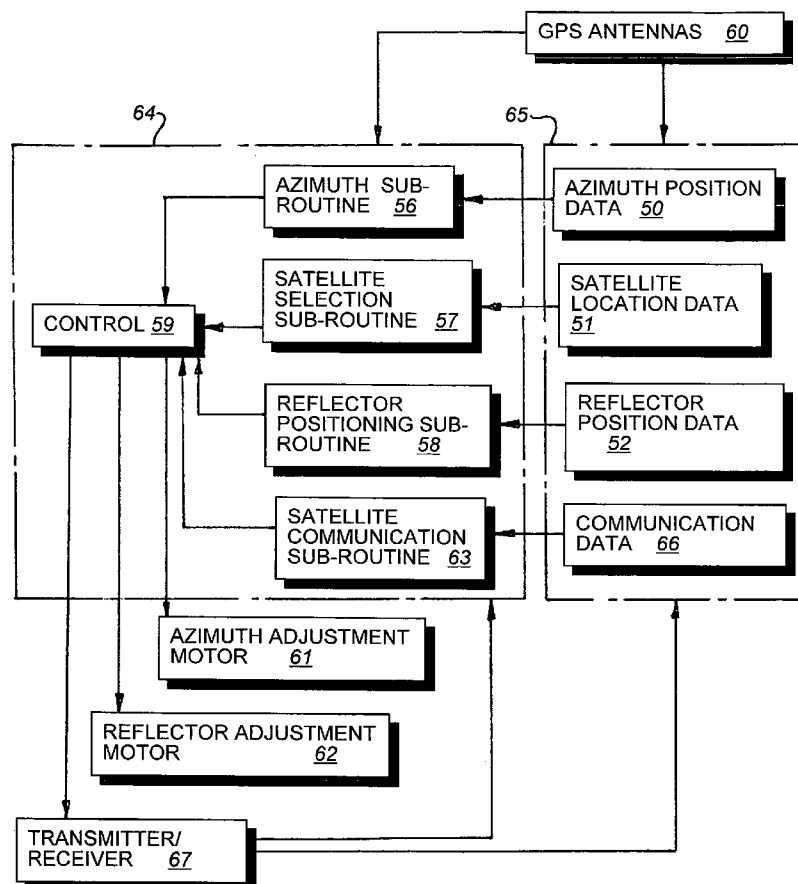 GPS ANTENNAS 60
64
65
AZIMUTH SUB-
ROUTINE 56
AZIMUTH POSITION
DATA 50
SATELLITE
SELECTION
SUB-ROUTINE 57
SATELLITE
LOCATION DATA
51
CONTROL 59
REFLECTOR
POSITIONING SUB-
ROUTINE 58
REFLECTOR
POSITION DATA
52
SATELLITE
COMMUNICATION
SUB-ROUTINE 63
COMMUNICATION
DATA 66
AZIMUTH ADJUSTMENT
MOTOR 61
REFLECTOR ADJUSTMENT
MOTOR 62
TRANSMITTER/
RECEIVER 67